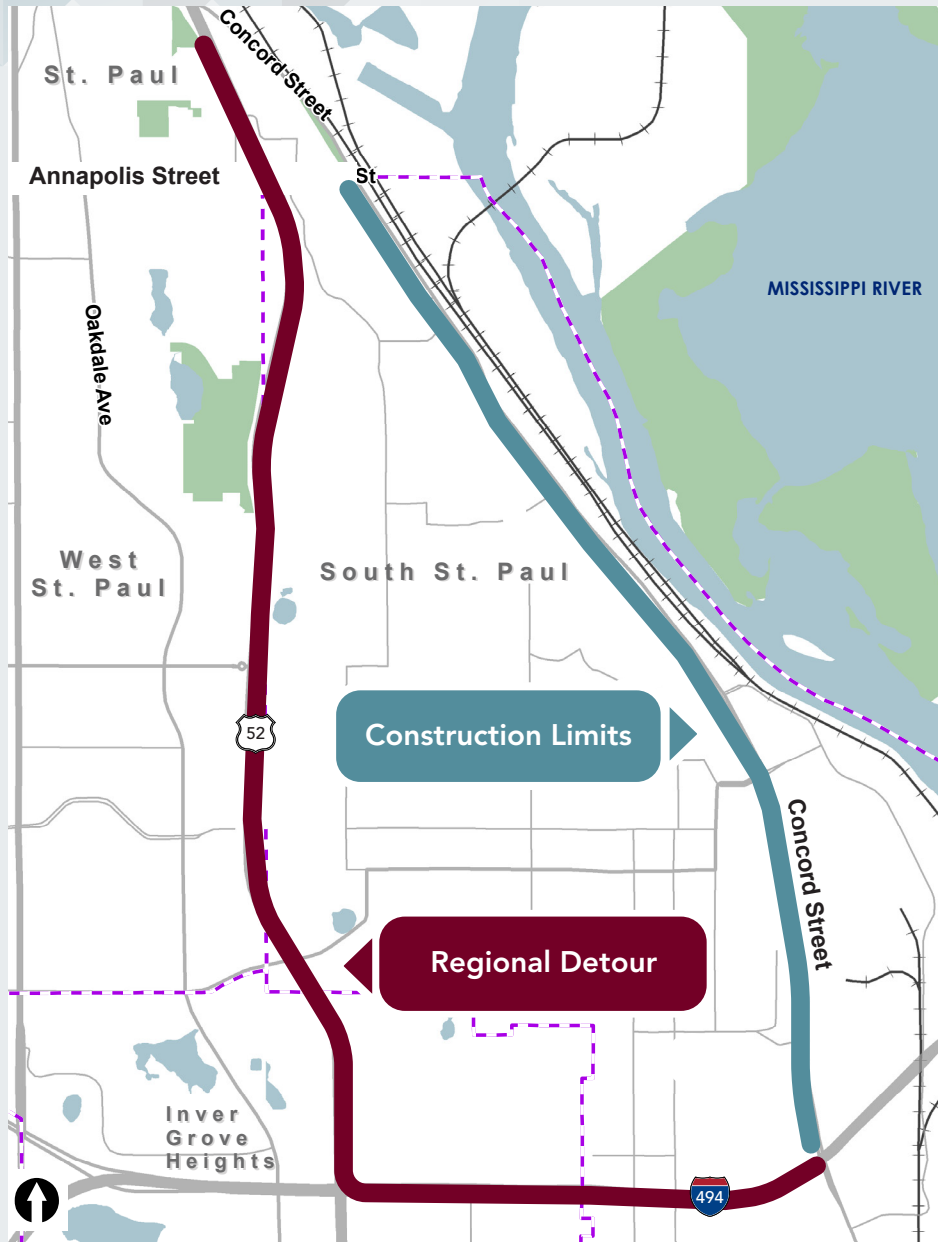 Concord Street
St. Paul
Annapolis Street
St
MISSISSIPPI RIVER
Oakdale Ave
West
St. Paul
South St. Paul
52
Construction Limits
Concord Street
Regional Detour
Inver
Grove
Heights
494